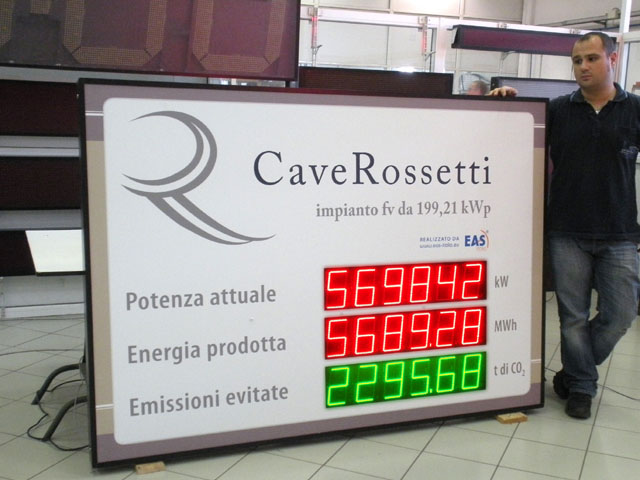 CaveRossetti
impianto fv da 199,21 kWp
REALIZZATO DA
EAS
Potenza attuale 569842 kW
Energia prodotta 5689.28 MWh
Emissioni evitate 2295.68 t di CO₂